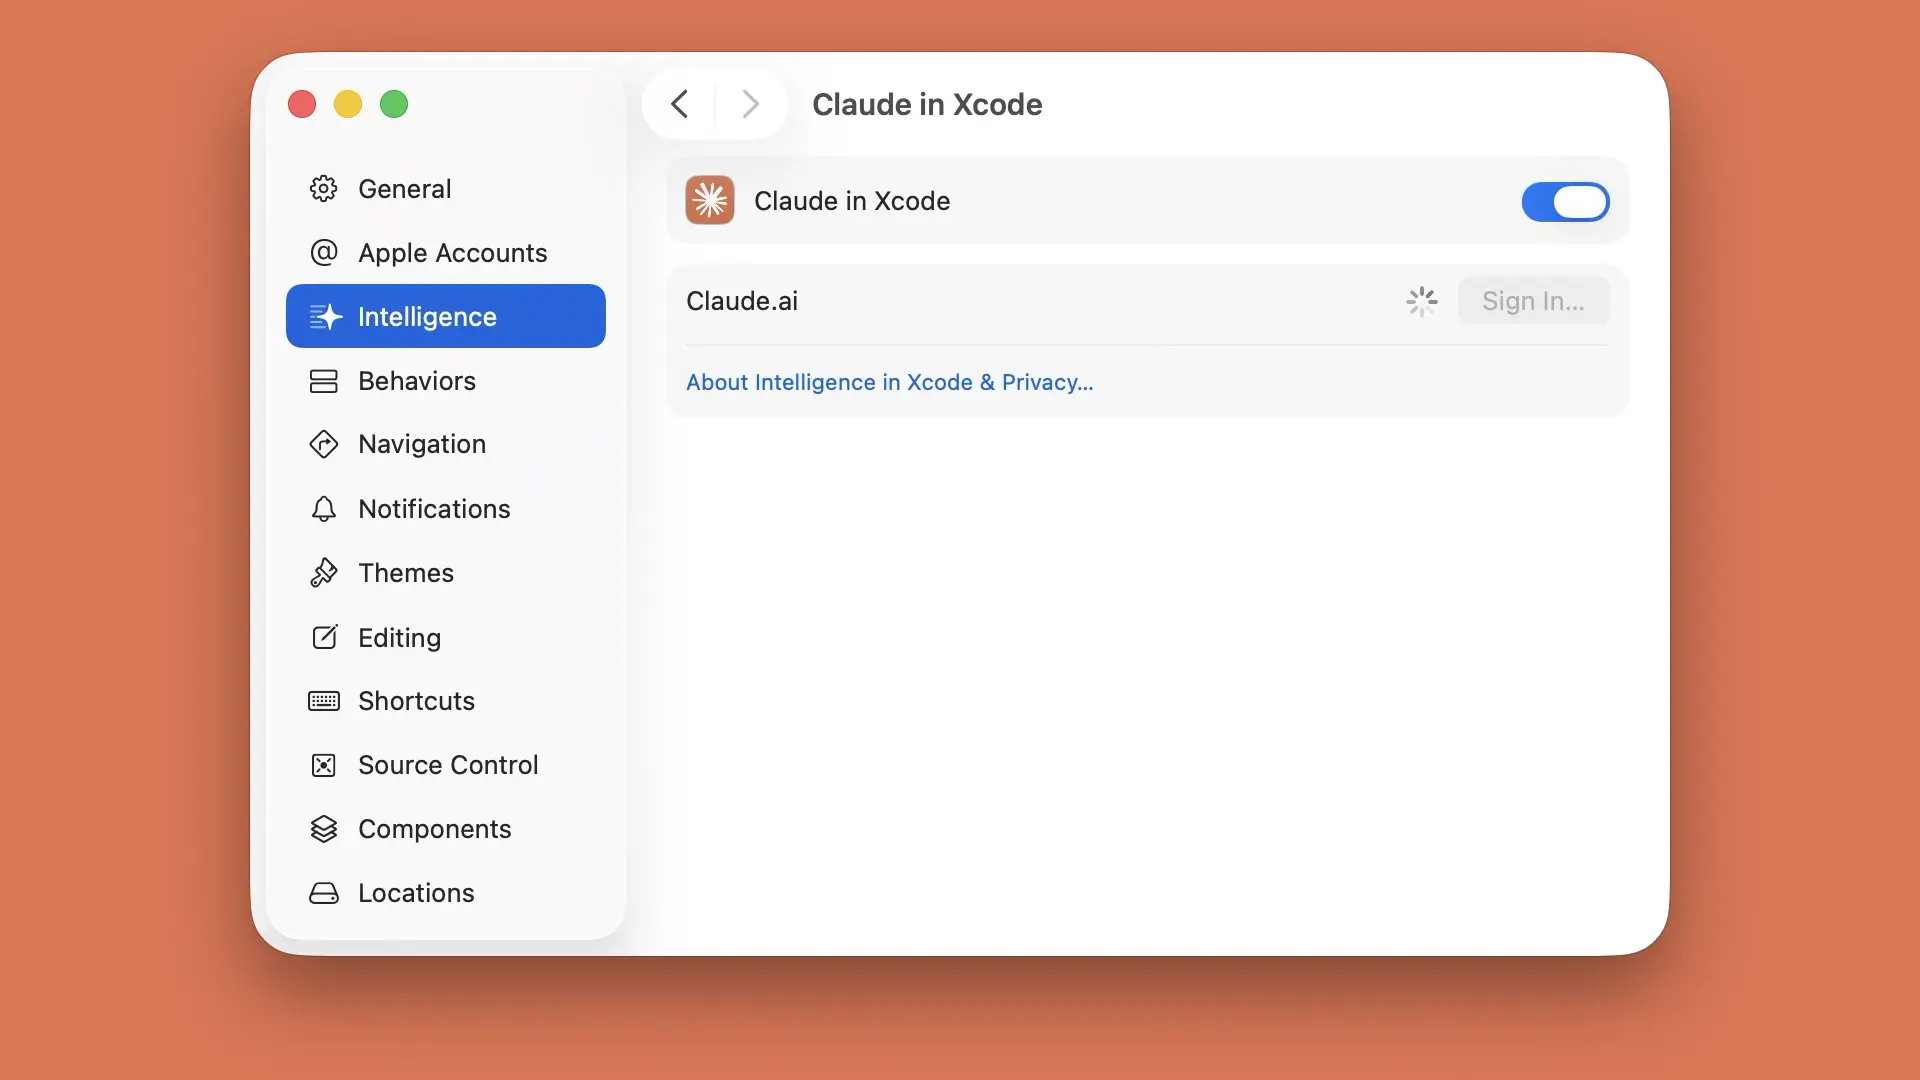 General
Apple Accounts
Intelligence
Behaviors
Navigation
Notifications
Themes
Editing
Shortcuts
Source Control
Components
Locations
Claude in Xcode
Claude in Xcode
Claude.ai
Sign In...
About Intelligence in Xcode & Privacy...